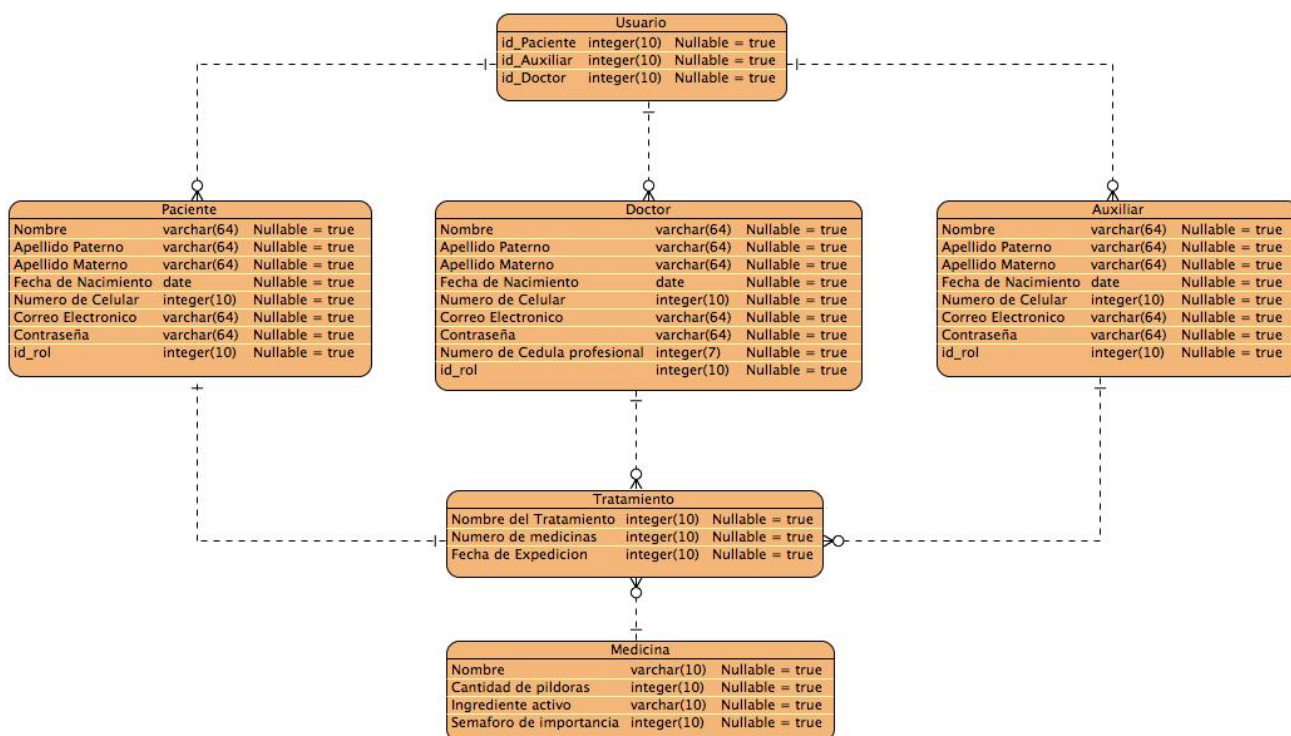 Usuario
id_Paciente integer(10) Nullable = true
id_Auxiliar integer(10) Nullable = true
id_Doctor integer(10) Nullable = true
Paciente
Nombre varchar(64) Nullable = true
Apellido Paterno varchar(64) Nullable = true
Apellido Materno varchar(64) Nullable = true
Fecha de Nacimiento date Nullable = true
Numero de Celular integer(10) Nullable = true
Correo Electronico varchar(64) Nullable = true
Contraseña varchar(64) Nullable = true
id_rol integer(10) Nullable = true
Doctor
Nombre varchar(64) Nullable = true
Apellido Paterno varchar(64) Nullable = true
Apellido Materno varchar(64) Nullable = true
Fecha de Nacimiento date Nullable = true
Numero de Celular integer(10) Nullable = true
Correo Electronico varchar(64) Nullable = true
Contraseña varchar(64) Nullable = true
Numero de Cedula profesional integer(7) Nullable = true
id_rol integer(10) Nullable = true
Auxiliar
Nombre varchar(64) Nullable = true
Apellido Paterno varchar(64) Nullable = true
Apellido Materno varchar(64) Nullable = true
Fecha de Nacimiento date Nullable = true
Numero de Celular integer(10) Nullable = true
Correo Electronico varchar(64) Nullable = true
Contraseña varchar(64) Nullable = true
id_rol integer(10) Nullable = true
Tratamiento
Nombre del Tratamiento integer(10) Nullable = true
Numero de medicinas integer(10) Nullable = true
Fecha de Expedicion integer(10) Nullable = true
Medicina
Nombre varchar(10) Nullable = true
Cantidad de pildoras integer(10) Nullable = true
Ingrediente activo varchar(10) Nullable = true
Semaforo de importancia integer(10) Nullable = true